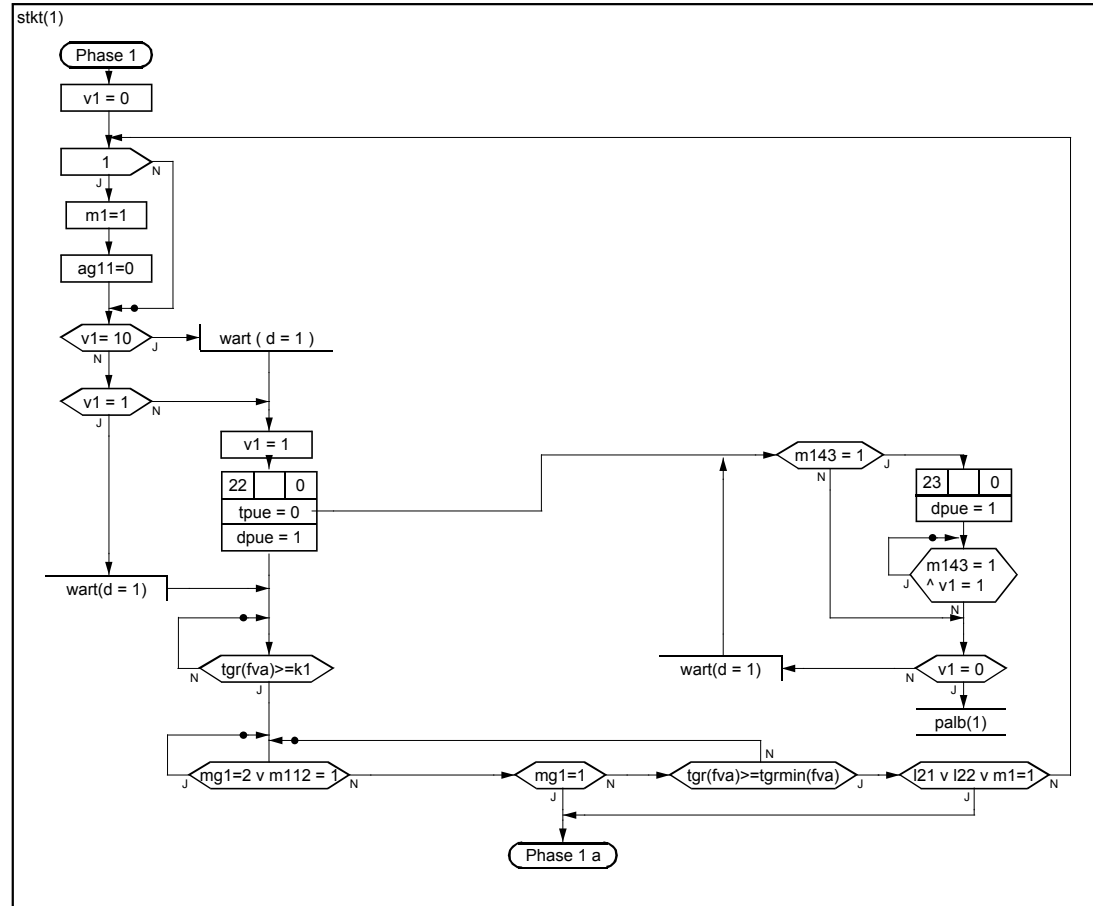 stkt(1)
Phase 1
v1 = 0
1
N
J
m1=1
ag11=0
v1= 10
J
N
wart ( d = 1 )
v1 = 1
N
J
v1 = 1
22 0
tpue = 0
dpue = 1
wart(d = 1)
tgr(fva)>=k1
N
J
m143 = 1
J
N
23 0
dpue = 1
m143 = 1
^ v1 = 1
J
N
v1 = 0
N
J
wart(d = 1)
palb(1)
mg1=2 v m112 = 1
J
N
mg1=1
N
J
N
tgr(fva)>=tgrmin(fva)
J
l21 v l22 v m1=1
N
J
Phase 1 a